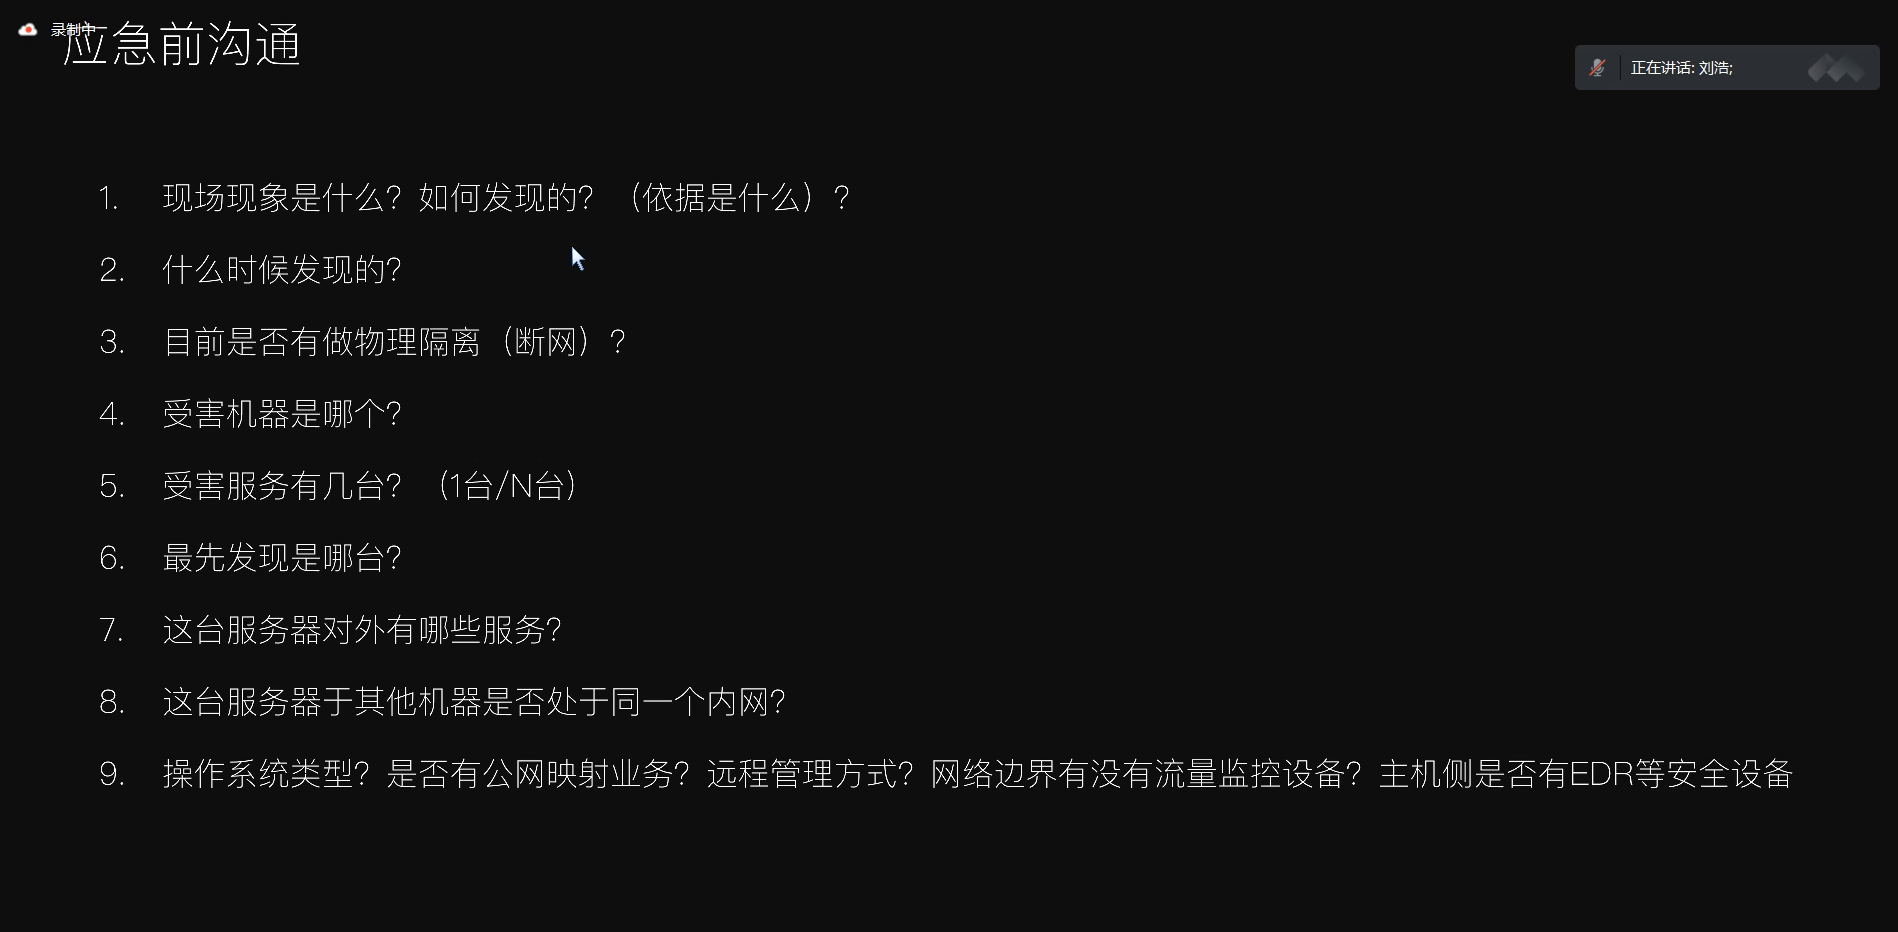 录制中
应急前沟通
正在讲话: 刘浩;
1. 现场现象是什么？如何发现的？（依据是什么）？
2. 什么时候发现的？
3. 目前是否有做物理隔离（断网）？
4. 受害机器是哪个？
5. 受害服务有几台？（1台/N台）
6. 最先发现是哪台？
7. 这台服务器对外有哪些服务？
8. 这台服务器于其他机器是否处于同一个内网？
9. 操作系统类型？是否有公网映射业务？远程管理方式？网络边界有没有流量监控设备？主机侧是否有EDR等安全设备